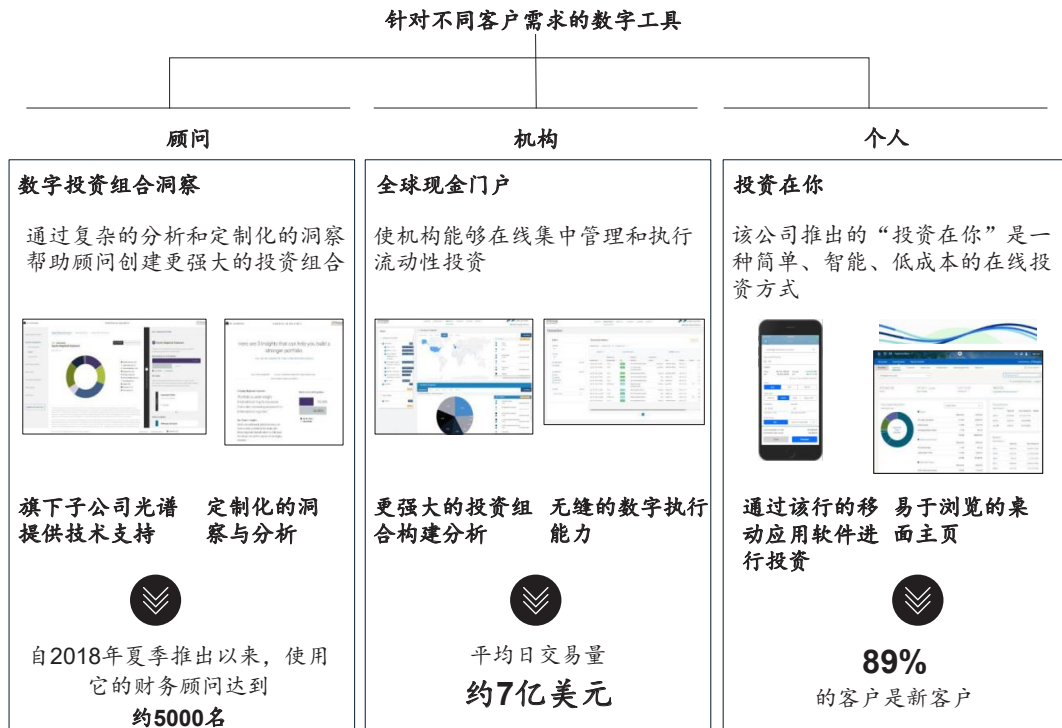 针对不同客户需求的数字工具
顾问
数字投资组合洞察
通过复杂的分析和定制化的洞察
帮助顾问创建更强大的投资组合
旗下子公司光谱
提供技术支持
定制化的洞
察与分析
自2018年夏季推出以来，使用
它的财务顾问达到
约5000名
机构
全球现金门户
使机构能够在线集中管理和执行
流动性投资
更强大的投资组
合构建分析
无缝的数字执行
能力
平均日交易量
约7亿美元
个人
投资在你
该公司推出的“投资在你”是一
种简单、智能、低成本的在线投
资方式
通过该行的移
动应用软件进
行投资
易于浏览的桌
面主页
89%
的客户是新客户